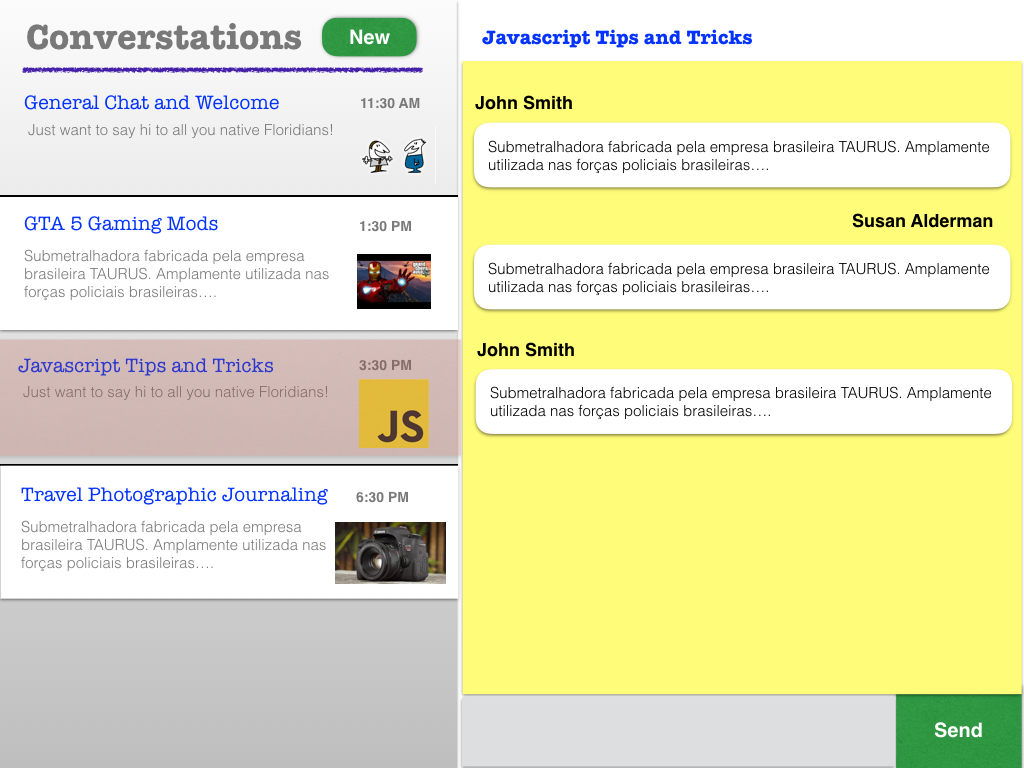 Converstations
New
General Chat and Welcome
11:30 AM
Just want to say hi to all you native Floridians!
GTA 5 Gaming Mods
1:30 PM
Submetralhadora fabricada pela empresa
brasileira TAURUS. Amplamente utilizada nas
forças policiais brasileiras….
Javascript Tips and Tricks
3:30 PM
Just want to say hi to all you native Floridians!
JS
Travel Photographic Journaling
6:30 PM
Submetralhadora fabricada pela empresa
brasileira TAURUS. Amplamente utilizada nas
forças policiais brasileiras….
Javascript Tips and Tricks
John Smith
Submetralhadora fabricada pela empresa brasileira TAURUS. Amplamente
utilizada nas forças policiais brasileiras….
Susan Alderman
Submetralhadora fabricada pela empresa brasileira TAURUS. Amplamente
utilizada nas forças policiais brasileiras….
John Smith
Submetralhadora fabricada pela empresa brasileira TAURUS. Amplamente
utilizada nas forças policiais brasileiras….
Send